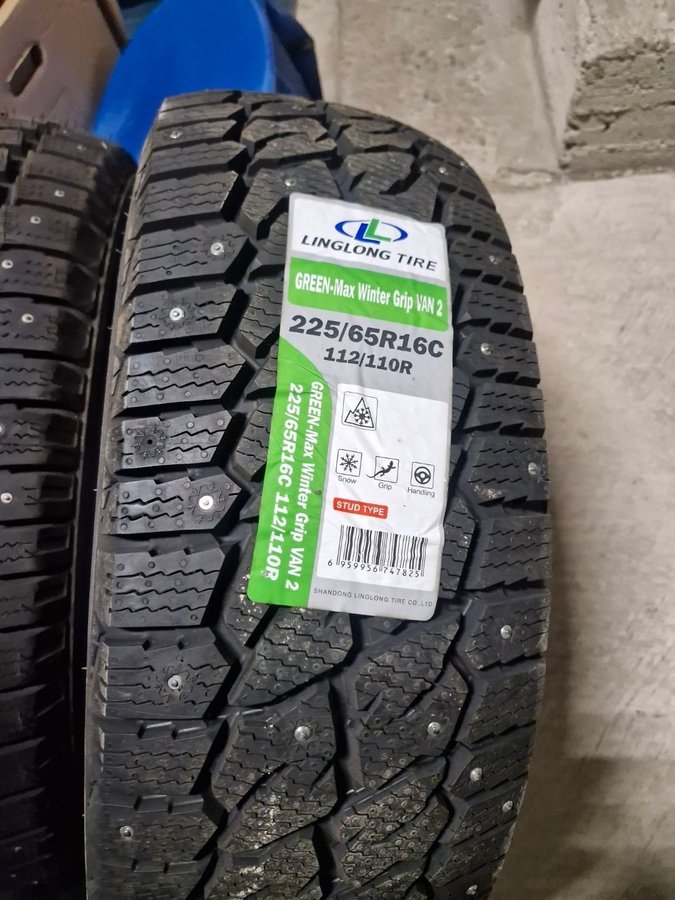 LINGLONG TIRE
GREEN-Max Winter Grip VAN 2
225/65R16C
112/110R
GREEN-Max Winter Grip VAN 2
225/65R16C 112/110R
Snow
Grip
Handling
STUD TYPE
6 959956 747825
SHANDONG LINGLONG TIRE CO.,LTD